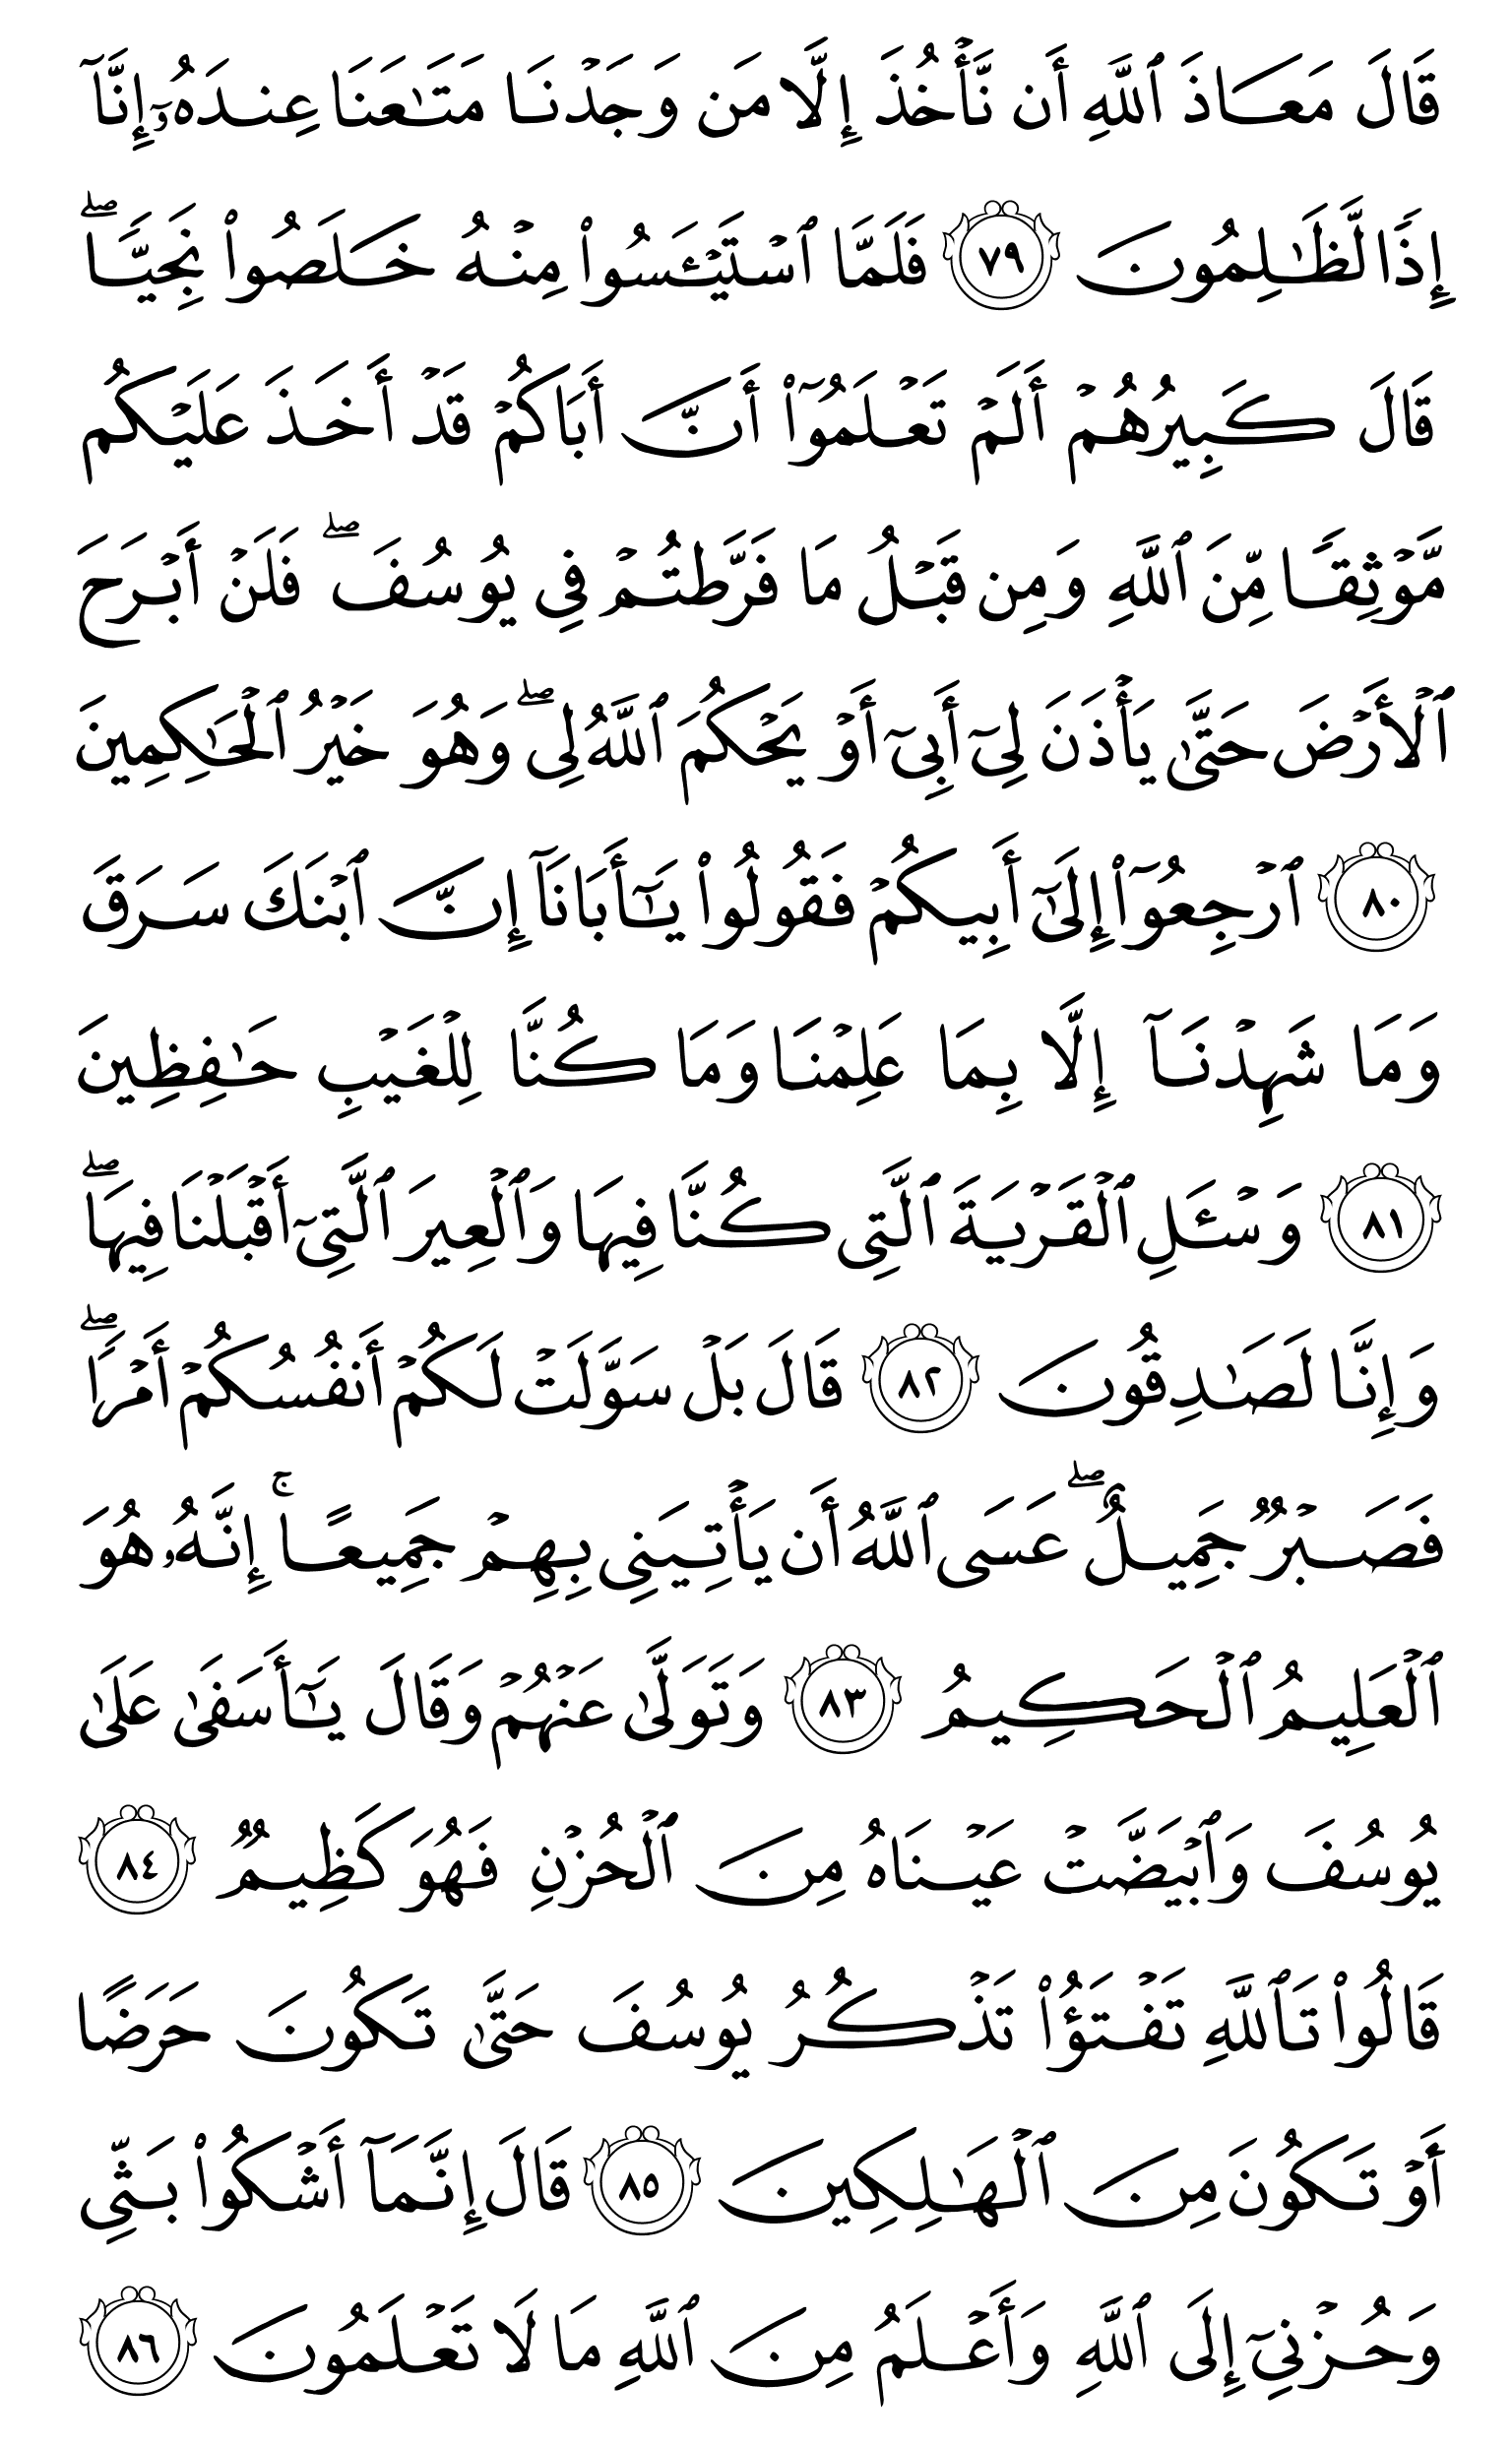 قَالَ مَعَاذَ ٱللَّهِ أَن نَّأۡخُذَ إِلَّا مَن وَجَدۡنَا مَتَٰعَنَا عِندَهُۥٓ إِنَّآ
إِذٗا لَّظَٰلِمُونَ ٧٩ فَلَمَّا ٱسۡتَيۡـَٔسُواْ مِنۡهُ خَلَصُواْ نَجِيّٗاۖ
قَالَ كَبِيرُهُمۡ أَلَمۡ تَعۡلَمُوٓاْ أَنَّ أَبَاكُمۡ قَدۡ أَخَذَ عَلَيۡكُم
مَّوۡثِقٗا مِّنَ ٱللَّهِ وَمِن قَبۡلُ مَا فَرَّطتُمۡ فِي يُوسُفَۖ فَلَنۡ أَبۡرَحَ
ٱلۡأَرۡضَ حَتَّىٰ يَأۡذَنَ لِيٓ أَبِيٓ أَوۡ يَحۡكُمَ ٱللَّهُ لِيۖ وَهُوَ خَيۡرُ ٱلۡحَٰكِمِينَ
٨٠ ٱرۡجِعُوٓاْ إِلَىٰٓ أَبِيكُمۡ فَقُولُواْ يَٰٓأَبَانَآ إِنَّ ٱبۡنَكَ سَرَقَ
وَمَا شَهِدۡنَآ إِلَّا بِمَا عَلِمۡنَا وَمَا كُنَّا لِلۡغَيۡبِ حَٰفِظِينَ
٨١ وَسۡـَٔلِ ٱلۡقَرۡيَةَ ٱلَّتِي كُنَّا فِيهَا وَٱلۡعِيرَ ٱلَّتِيٓ أَقۡبَلۡنَا فِيهَاۖ
وَإِنَّا لَصَٰدِقُونَ ٨٢ قَالَ بَلۡ سَوَّلَتۡ لَكُمۡ أَنفُسُكُمۡ أَمۡرٗاۖ
فَصَبۡرٞ جَمِيلٌۖ عَسَى ٱللَّهُ أَن يَأۡتِيَنِي بِهِمۡ جَمِيعًاۚ إِنَّهُۥ هُوَ
ٱلۡعَلِيمُ ٱلۡحَكِيمُ ٨٣ وَتَوَلَّىٰ عَنۡهُمۡ وَقَالَ يَٰٓأَسَفَىٰ عَلَىٰ
يُوسُفَ وَٱبۡيَضَّتۡ عَيۡنَاهُ مِنَ ٱلۡحُزۡنِ فَهُوَ كَظِيمٞ ٨٤
قَالُواْ تَٱللَّهِ تَفۡتَؤُاْ تَذۡكُرُ يُوسُفَ حَتَّىٰ تَكُونَ حَرَضًا
أَوۡ تَكُونَ مِنَ ٱلۡهَٰلِكِينَ ٨٥ قَالَ إِنَّمَآ أَشۡكُواْ بَثِّي
وَحُزۡنِيٓ إِلَى ٱللَّهِ وَأَعۡلَمُ مِنَ ٱللَّهِ مَا لَا تَعۡلَمُونَ ٨٦